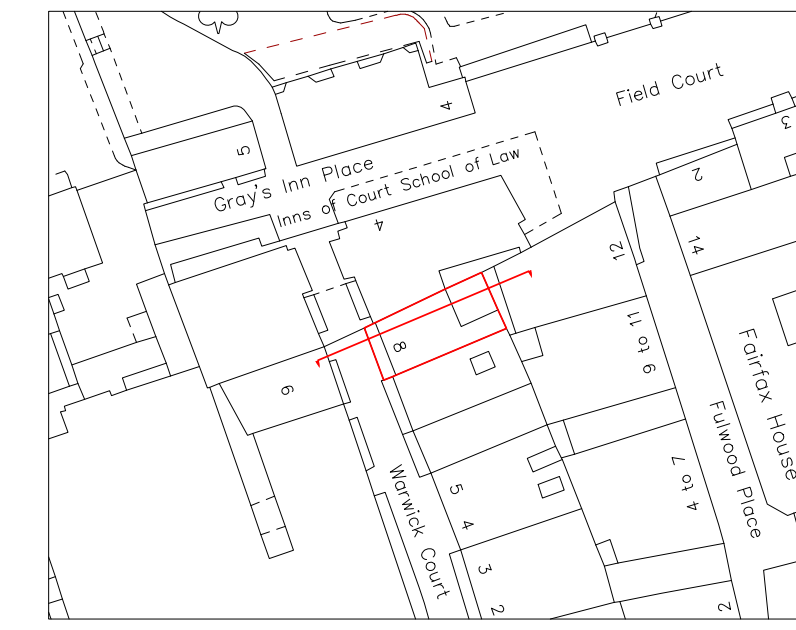 Field Court
4
3
5
Gray's Inn Place
Inns of Court School of Law
2
4
12
14
8
9 to 11
Fairfax House
6
Fulwood Place
Warwick Court
5
4
4 to 7
3
2
2